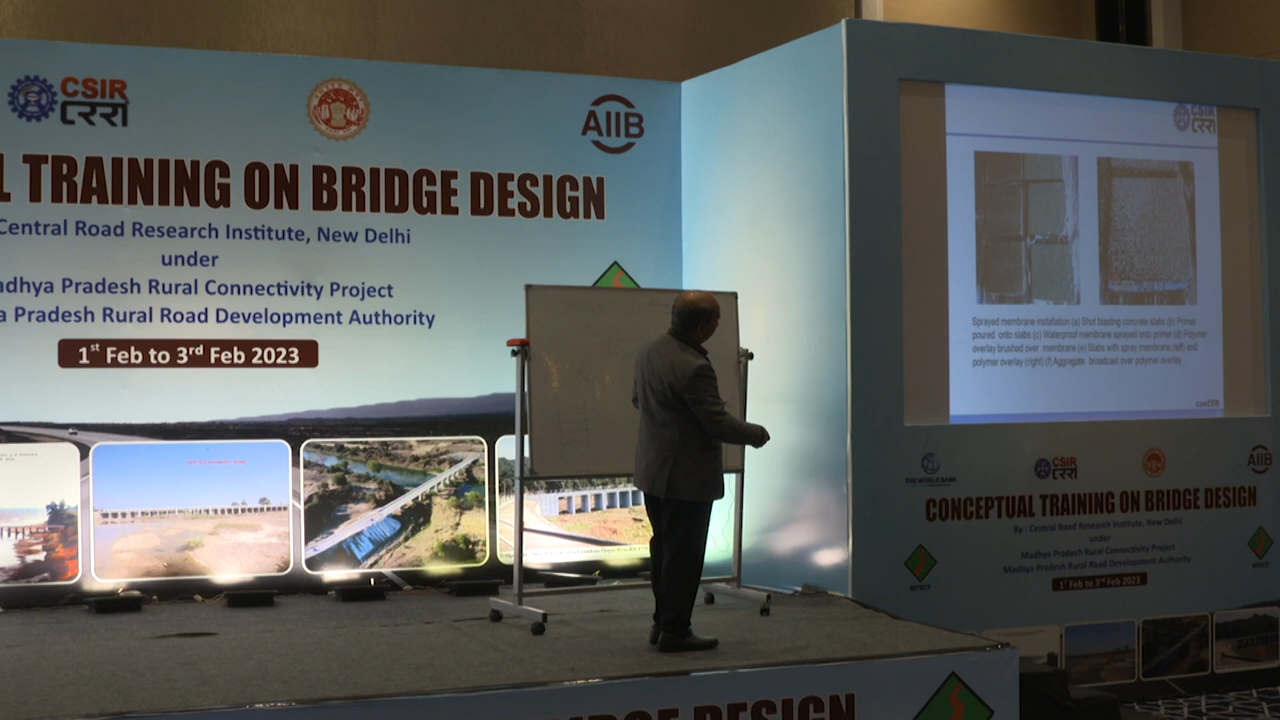 CSIR
AIIB
TRAINING ON BRIDGE DESIGN
Central Road Research Institute, New Delhi
under
adhya Pradesh Rural Connectivity Project
a Pradesh Rural Road Development Authority
1st Feb to 3rd Feb 2023
CSIR
Sprayed membrane installation (a) Shot blasting concrete slabs (b) Primer
poured onto slabs (c) Waterproof membrane sprayed onto primer (d) Polymer
overlay brushed over membrane (e) Slabs with spray membrane (left) and
polymer overlay (right) (f) Aggregate broadcast over polymer overlay
THE WORLD BANK
CSIR
AIIB
CONCEPTUAL TRAINING ON BRIDGE DESIGN
By : Central Road Research Institute, New Delhi
under
Madhya Pradesh Rural Connectivity Project
Madhya Pradesh Rural Road Development Authority
1st Feb to 3rd Feb 2023
MPRCP
BRIDGE DESIGN